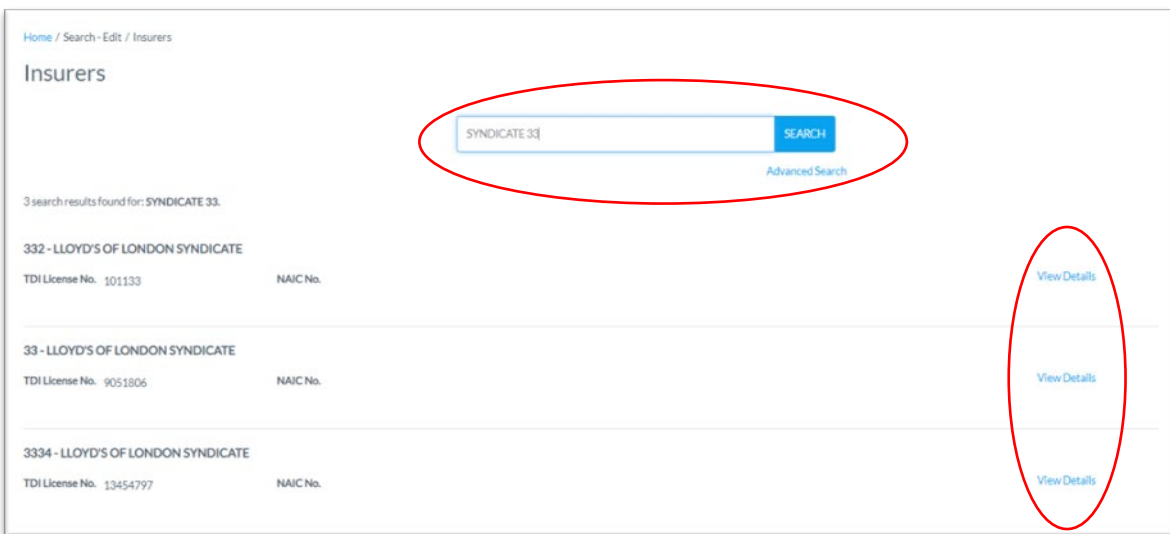 Home / Search - Edit / Insurers
Insurers
SYNDICATE 33 SEARCH
Advanced Search
3 search results found for: SYNDICATE 33.
332 - LLOYD'S OF LONDON SYNDICATE
TDI License No. 101133 NAIC No. View Details
33 - LLOYD'S OF LONDON SYNDICATE
TDI License No. 9051806 NAIC No. View Details
3334 - LLOYD'S OF LONDON SYNDICATE
TDI License No. 13454797 NAIC No. View Details